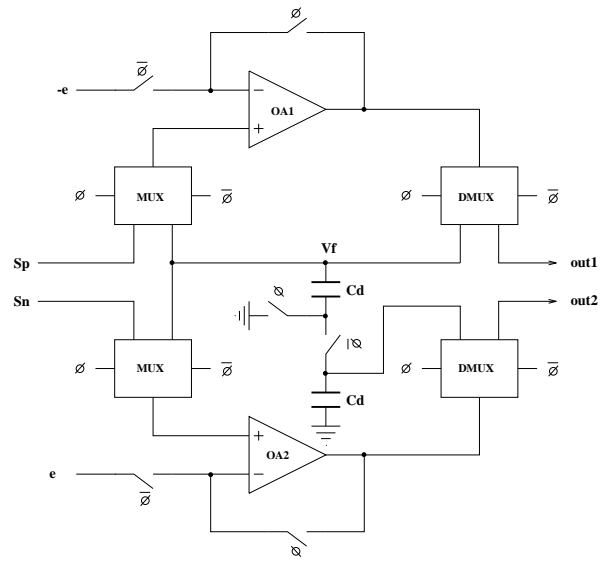 ø
ø̅
-e
−
OA1
+
ø MUX ø̅
ø DMUX ø̅
Sp
Vf
out1
Sn
ø
Cd
out2
ø̅
ø MUX ø̅
ø DMUX ø̅
Cd
+
OA2
−
e
ø̅
ø